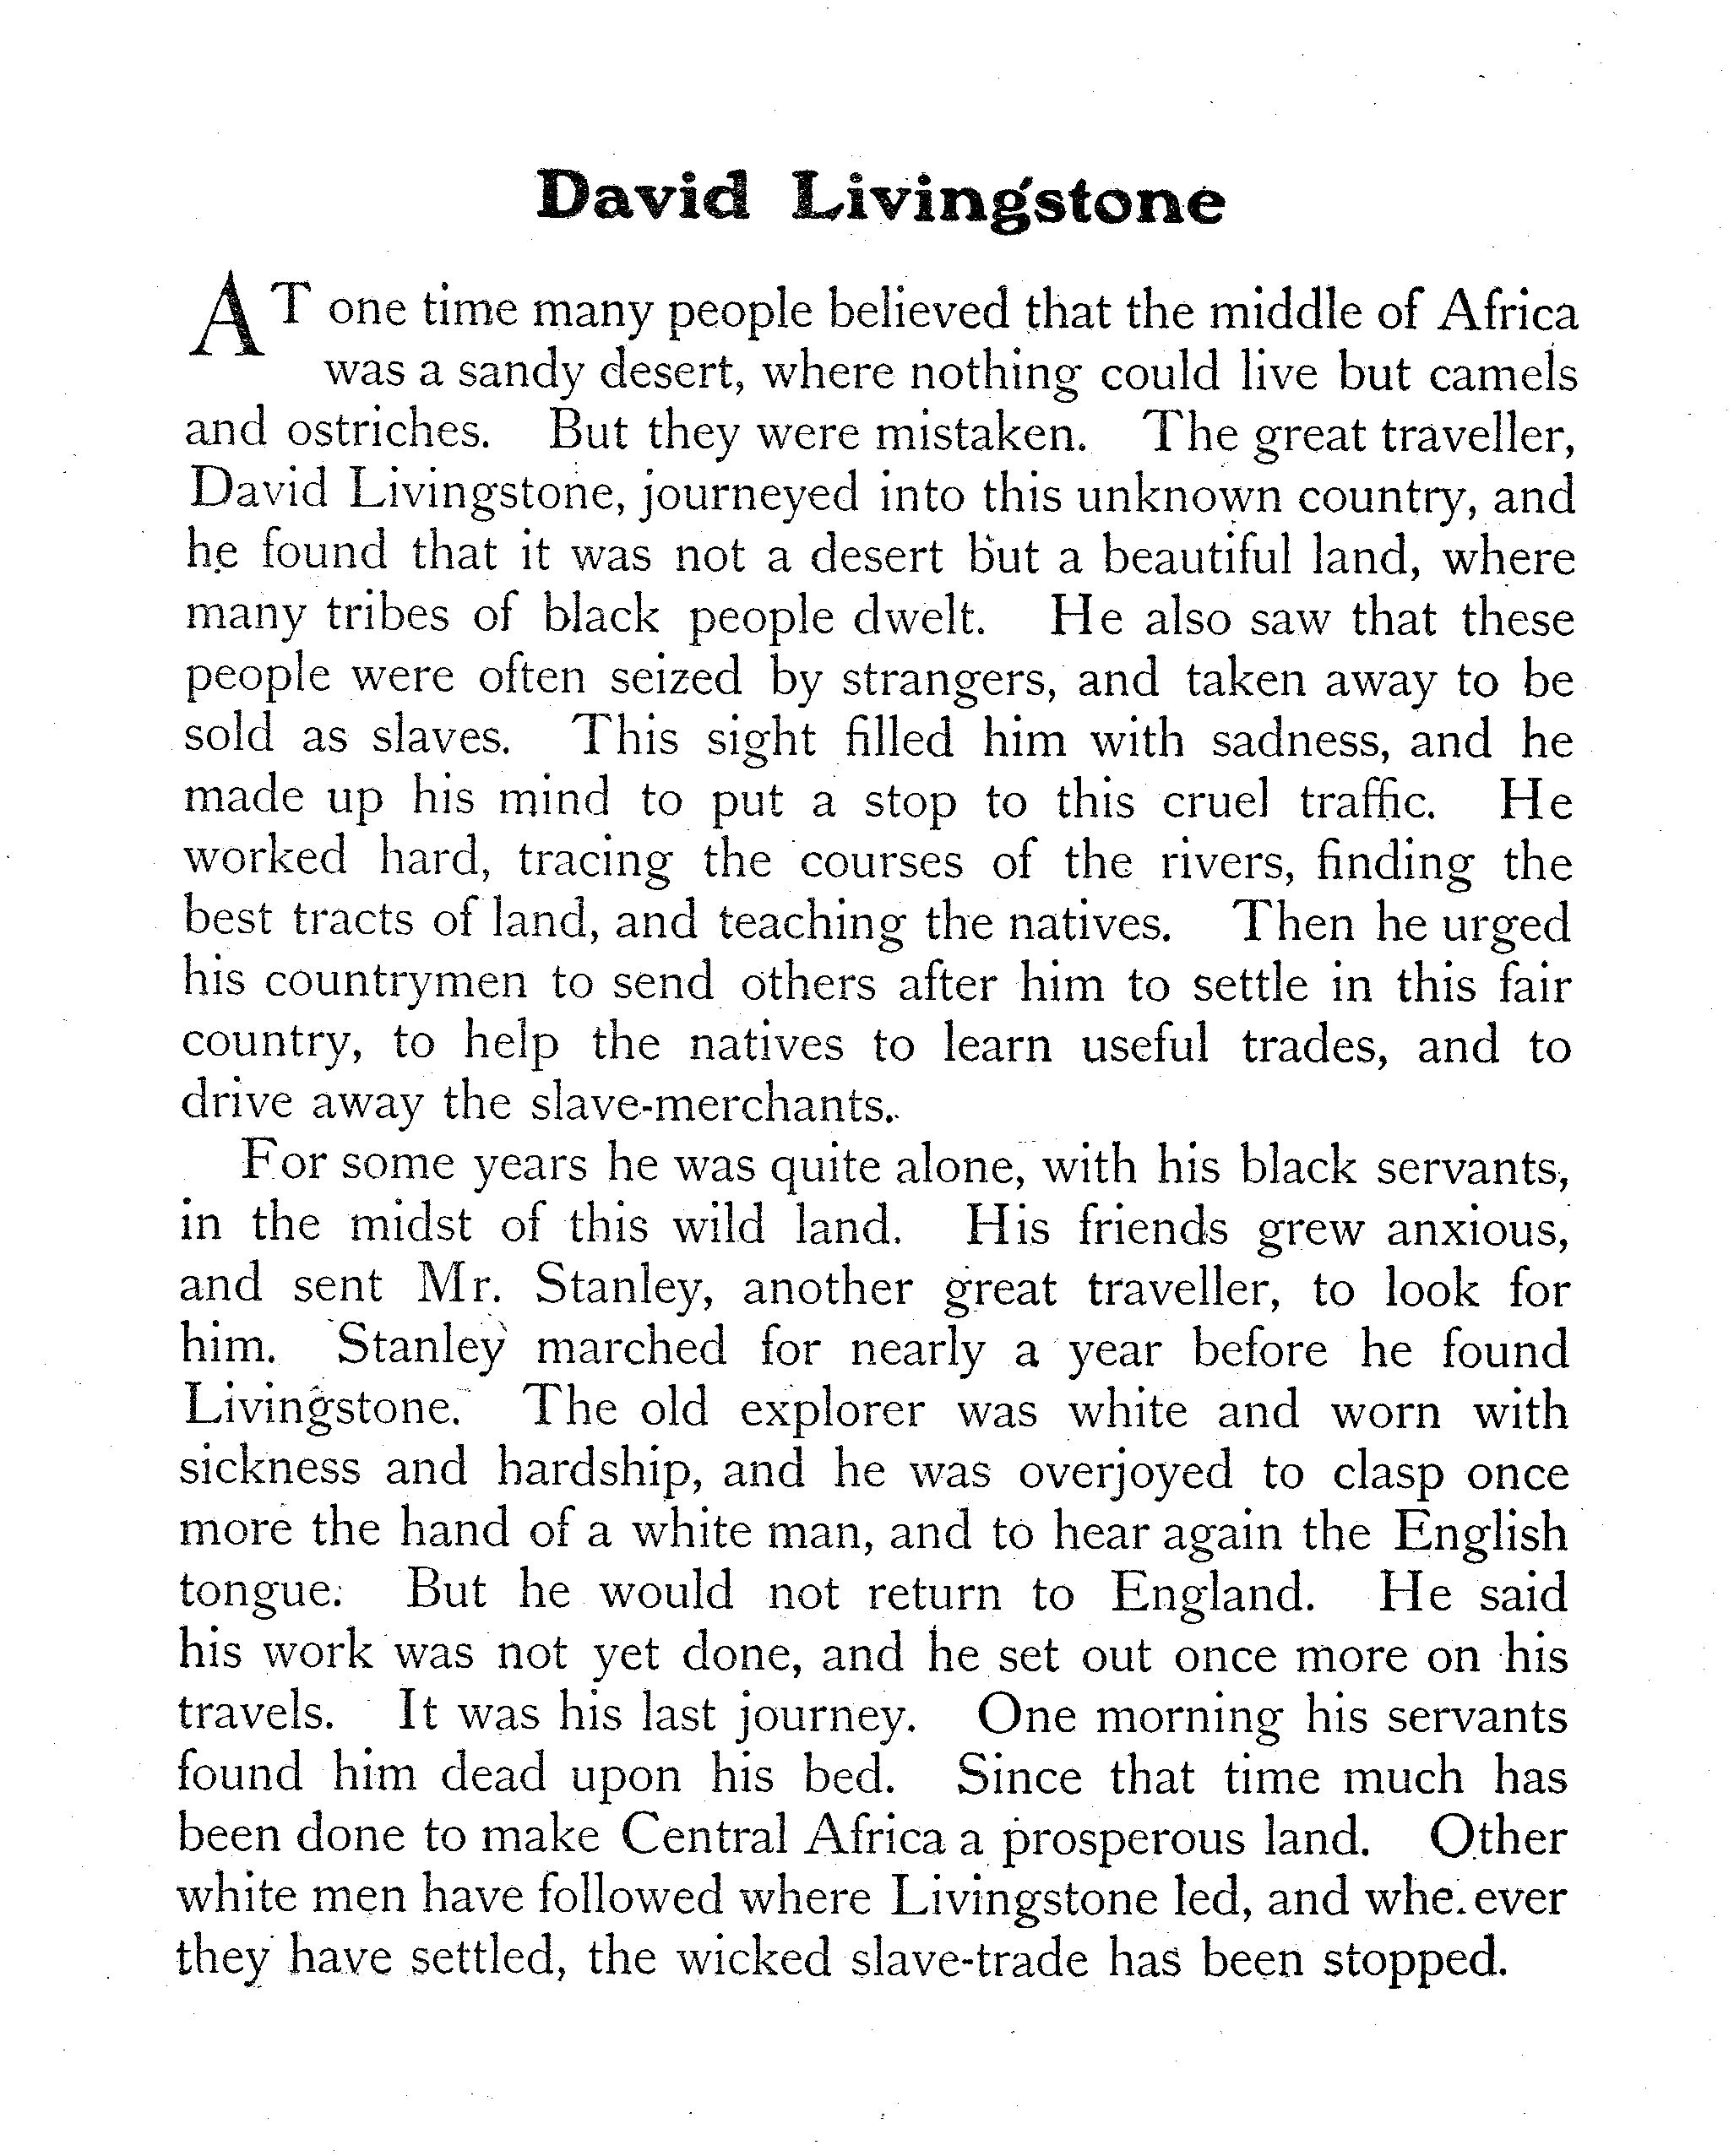 David Livingstone
AT one time many people believed that the middle of Africa
was a sandy desert, where nothing could live but camels
and ostriches. But they were mistaken. The great traveller,
David Livingstone, journeyed into this unknown country, and
he found that it was not a desert but a beautiful land, where
many tribes of black people dwelt. He also saw that these
people were often seized by strangers, and taken away to be
sold as slaves. This sight filled him with sadness, and he
made up his mind to put a stop to this cruel traffic. He
worked hard, tracing the courses of the rivers, finding the
best tracts of land, and teaching the natives. Then he urged
his countrymen to send others after him to settle in this fair
country, to help the natives to learn useful trades, and to
drive away the slave-merchants.
For some years he was quite alone, with his black servants,
in the midst of this wild land. His friends grew anxious,
and sent Mr. Stanley, another great traveller, to look for
him. Stanley marched for nearly a year before he found
Livingstone. The old explorer was white and worn with
sickness and hardship, and he was overjoyed to clasp once
more the hand of a white man, and to hear again the English
tongue. But he would not return to England. He said
his work was not yet done, and he set out once more on his
travels. It was his last journey. One morning his servants
found him dead upon his bed. Since that time much has
been done to make Central Africa a prosperous land. Other
white men have followed where Livingstone led, and wherever
they have settled, the wicked slave-trade has been stopped.